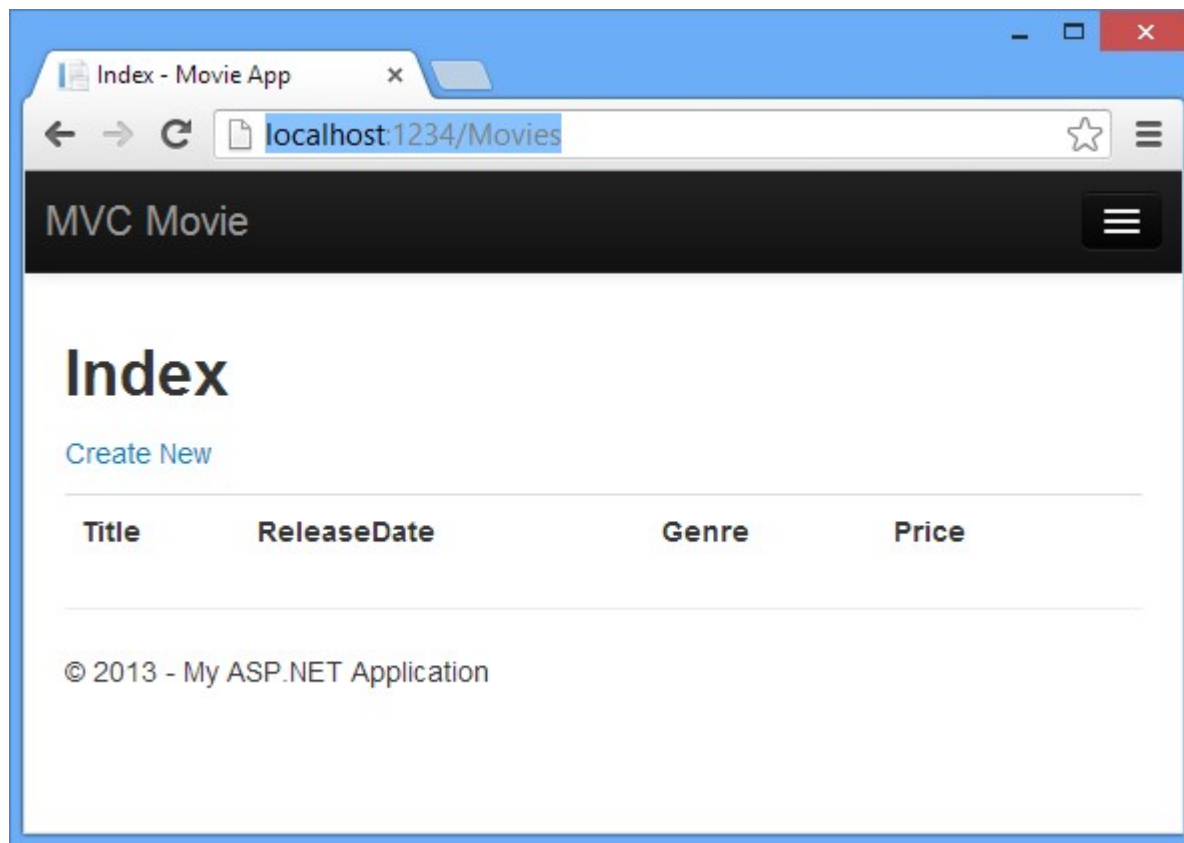 Index - Movie App
localhost:1234/Movies
MVC Movie
Index
Create New
Title ReleaseDate Genre Price
© 2013 - My ASP.NET Application